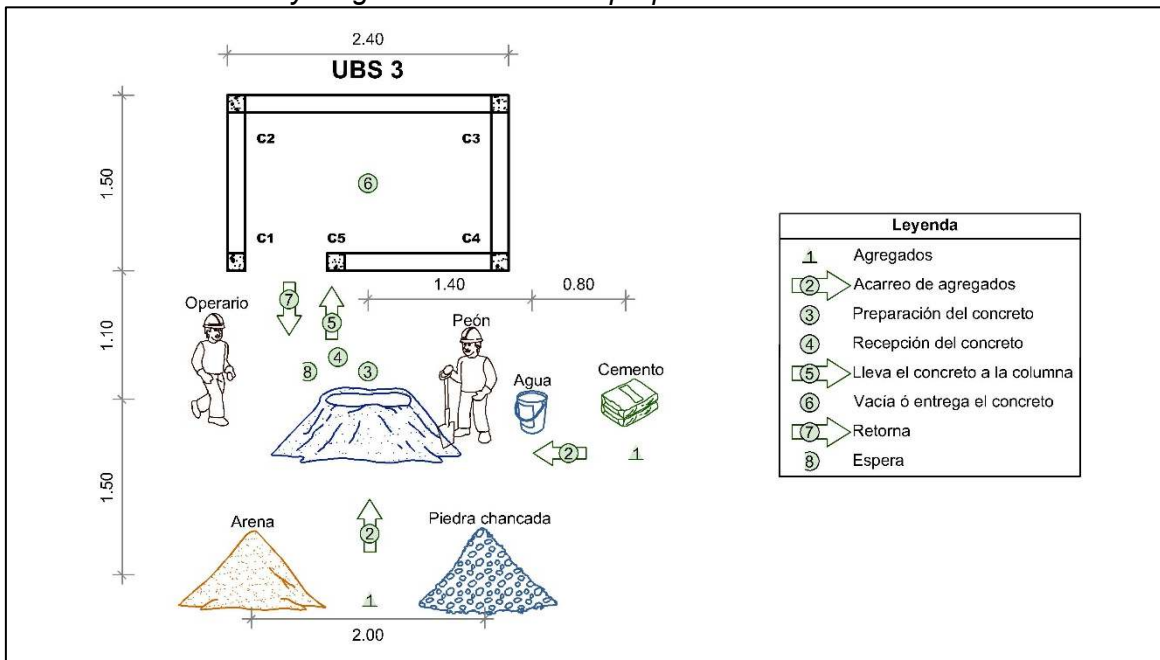 2.40
UBS 3
C2
C3
6
1.50
C1
C5
C4
1.40
0.80
7
5
Operario
Peón
4
8
3
Agua
Cemento
1.10
2
1
1.50
Arena
2
Piedra chancada
1
2.00
Leyenda
1 Agregados
2 Acarreo de agregados
3 Preparación del concreto
4 Recepción del concreto
5 Lleva el concreto a la columna
6 Vacía ó entrega el concreto
7 Retorna
8 Espera